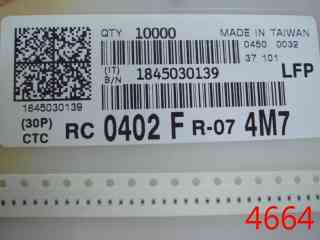 QTY 10000 MADE IN TAIWAN
0450 0032
37 101
(1T)
B/N 1845030139 LFP
1845030139
(30P)
CTC RC 0402 F R-07 4M7
4664